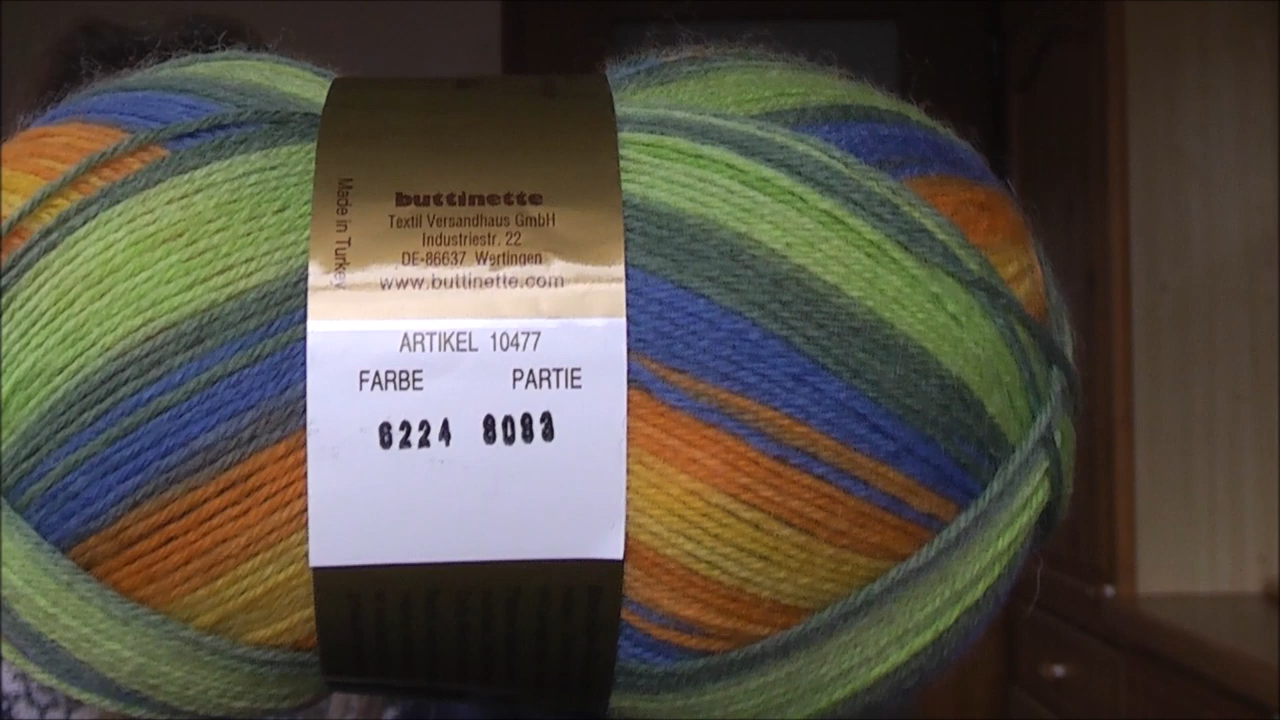 buttinette
Textil Versandhaus GmbH
Industriestr. 22
DE-86637 Wertingen
www.buttinette.com
Made in Turkey
ARTIKEL 10477
FARBE PARTIE
6224 8093